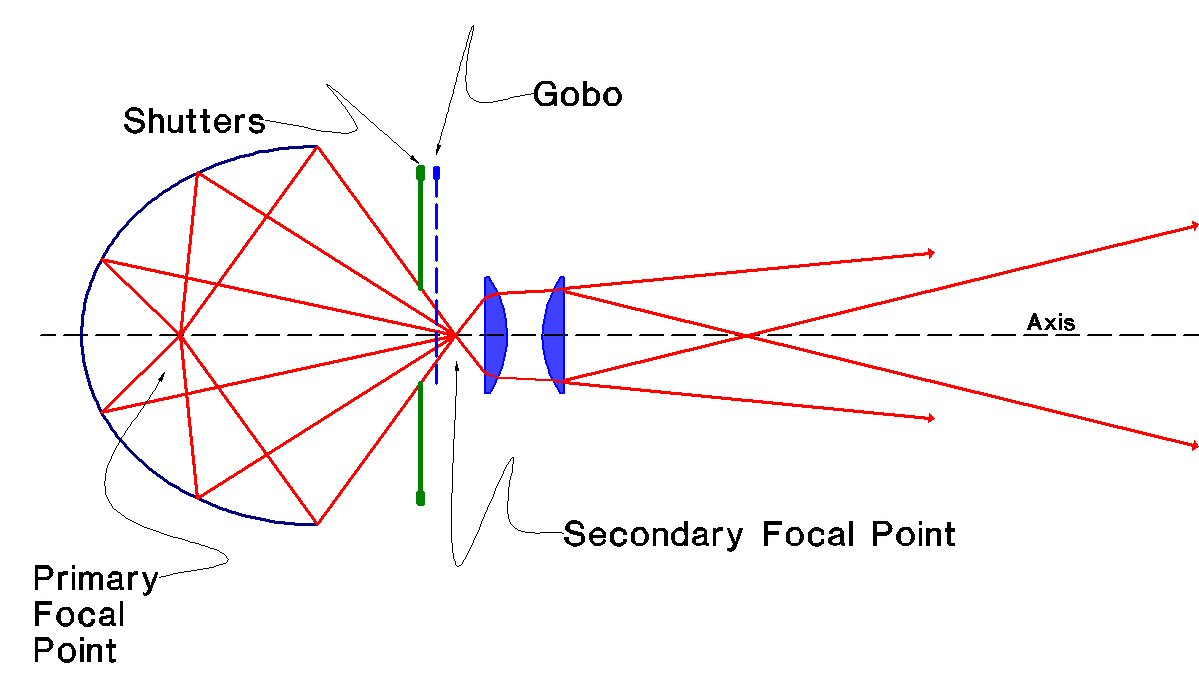 Gobo
Shutters
Axis
Secondary Focal Point
Primary
Focal
Point